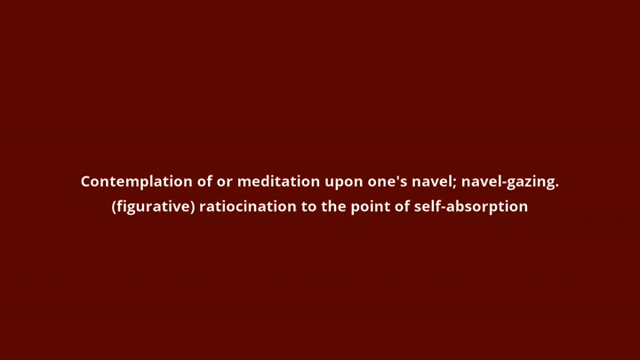 Contemplation of or meditation upon one's navel; navel-gazing.
(figurative) ratiocination to the point of self-absorption